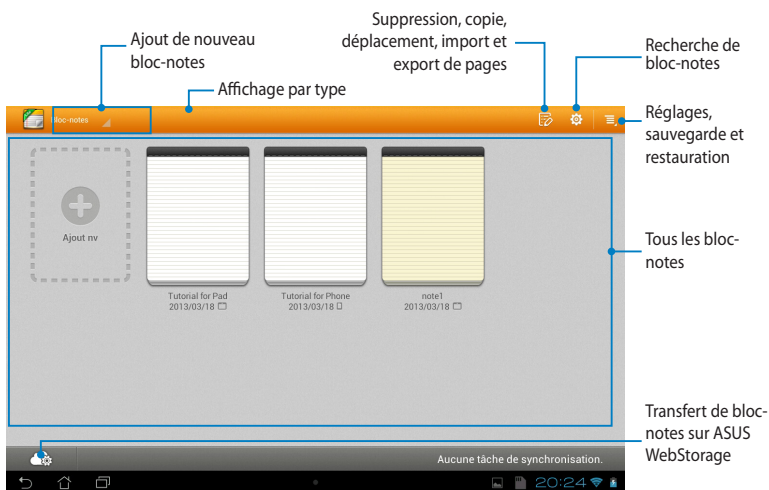 Suppression, copie,
déplacement, import et
export de pages
Ajout de nouveau
bloc-notes
Recherche de
bloc-notes
Affichage par type
Bloc-notes
Réglages,
sauvegarde et
restauration
Ajout nv
Tous les bloc-
notes
Tutorial for Pad
2013/03/18
Tutorial for Phone
2013/03/18
note1
2013/03/18
Transfert de bloc-
notes sur ASUS
WebStorage
Aucune tâche de synchronisation.
20:24